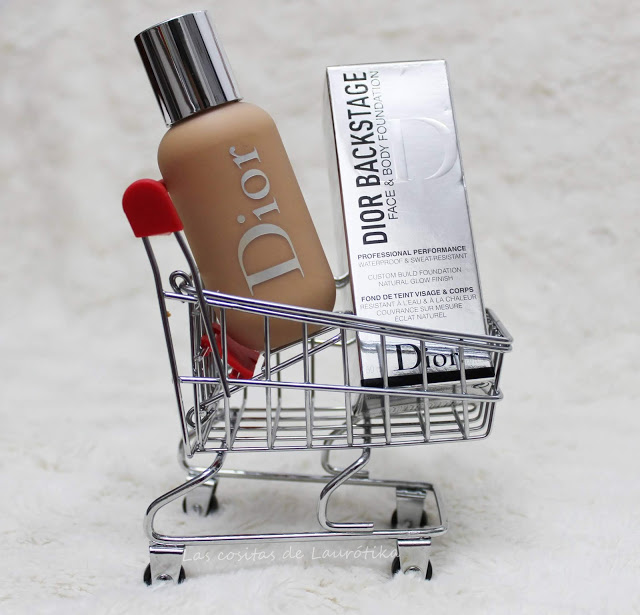 Dior
DIOR BACKSTAGE
FACE & BODY FOUNDATION
PROFESSIONAL PERFORMANCE
WATERPROOF & SWEAT-RESISTANT
CUSTOM BUILD FOUNDATION
NATURAL GLOW FINISH
FOND DE TEINT VISAGE & CORPS
RÉSISTANT À L'EAU & À LA CHALEUR
COUVRANCE SUR MESURE
ÉCLAT NATUREL
Dior
Las cositas de Laurótika